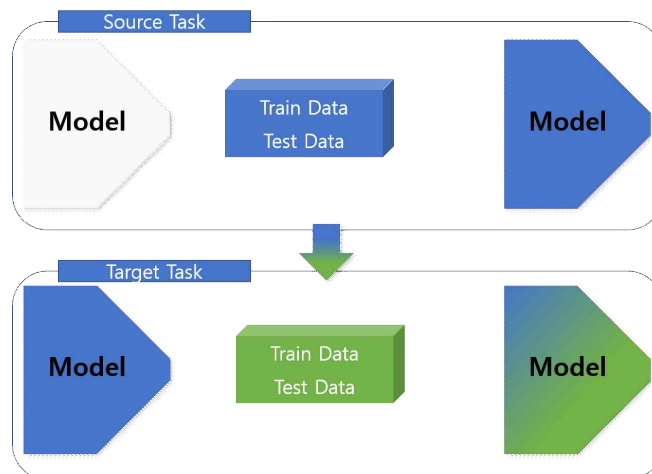 Source Task
Model
Train Data
Test Data
Model
Target Task
Model
Train Data
Test Data
Model